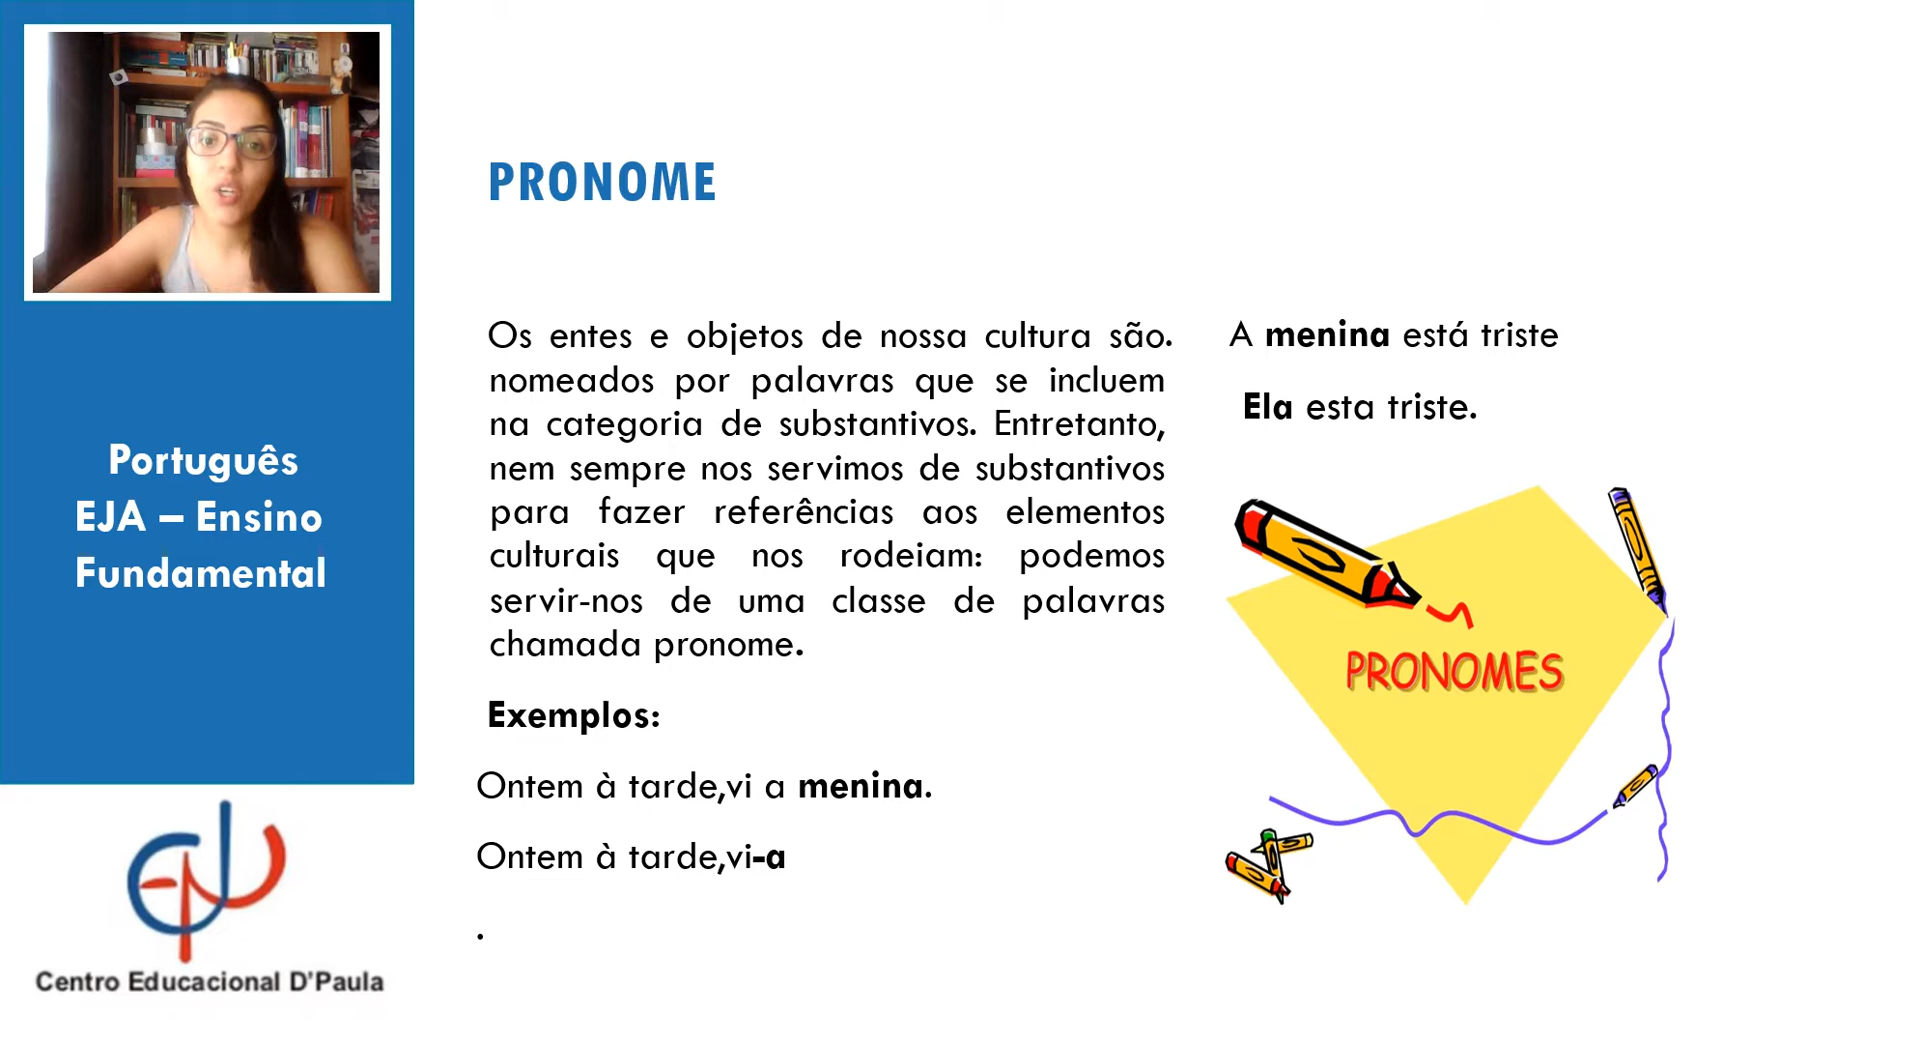 PRONOME
Os entes e objetos de nossa cultura são.
nomeados por palavras que se incluem
na categoria de substantivos. Entretanto,
nem sempre nos servimos de substantivos
para fazer referências aos elementos
culturais que nos rodeiam: podemos
servir-nos de uma classe de palavras
chamada pronome.
Exemplos:
Ontem à tarde,vi a menina.
Ontem à tarde,vi-a
.
A menina está triste
Ela esta triste.
PRONOMES
Português
EJA – Ensino
Fundamental
Centro Educacional D'Paula